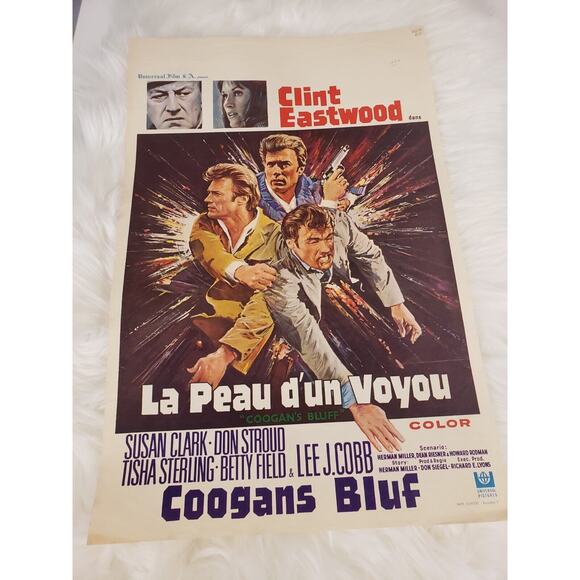 Universal Film S.A. présente
Clint
Eastwood
dans
La Peau d'un Voyou
"COOGAN'S BLUFF"
COLOR
SUSAN CLARK · DON STROUD
TISHA STERLING · BETTY FIELD & LEE J. COBB
Scenario:
HERMAN MILLER, DEAN RIESNER & HOWARD RODMAN
Story: Prod & Regie Exec. Prod.
HERMAN MILLER · DON SIEGEL · RICHARD E. LYONS
UNIVERSAL
PICTURES
Coogans Bluf